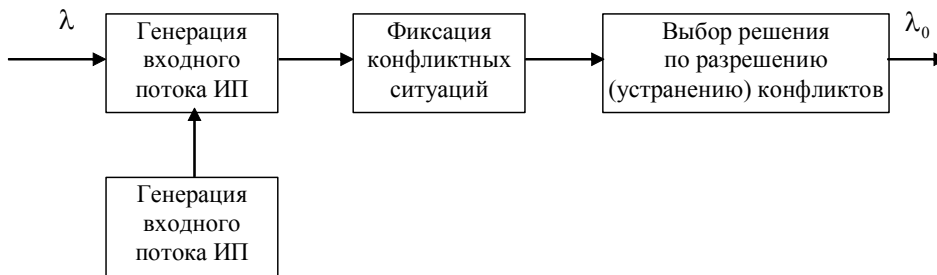 λ
Генерация
входного
потока ИП
Фиксация
конфликтных
ситуаций
Выбор решения
по разрешению
(устранению) конфликтов
λ₀
Генерация
входного
потока ИП